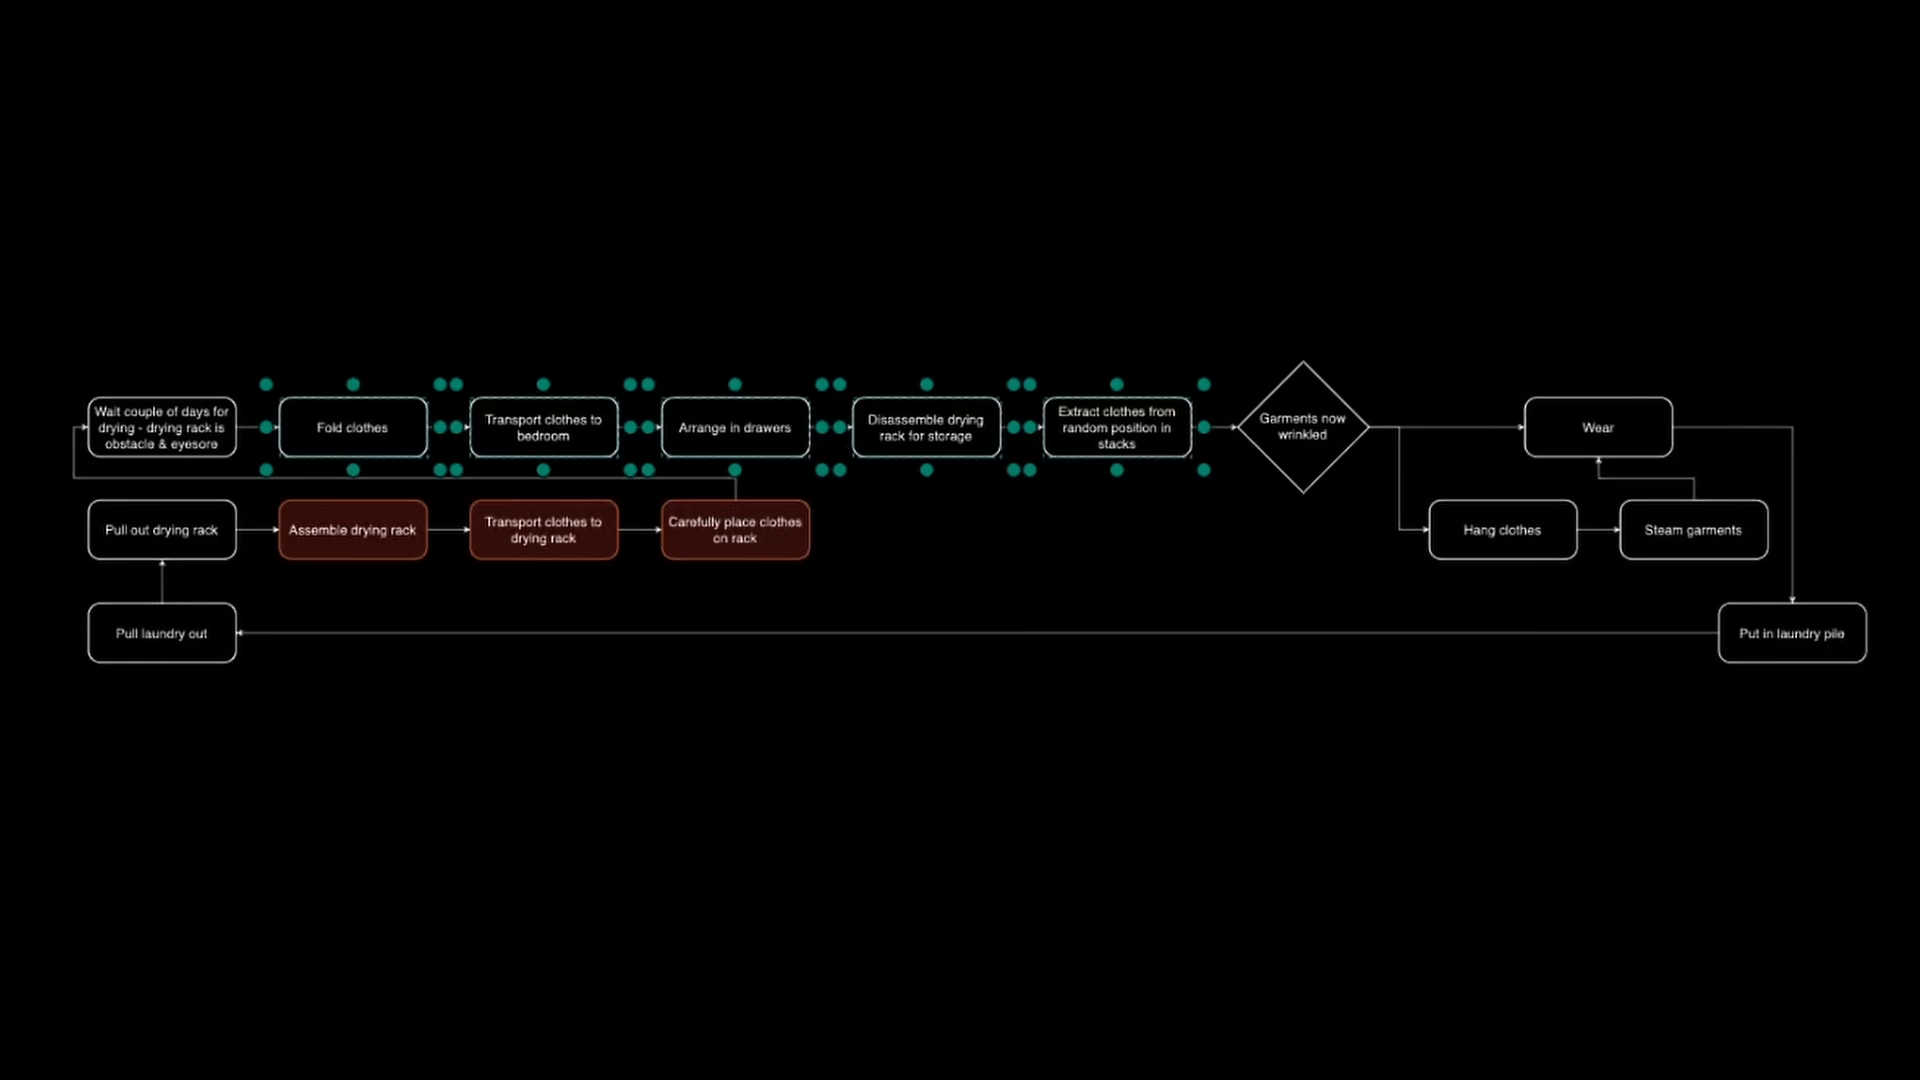 Wait couple of days for
drying - drying rack is
obstacle & eyesore
Fold clothes
Transport clothes to
bedroom
Arrange in drawers
Disassemble drying
rack for storage
Extract clothes from
random position in
stacks
Garments now
wrinkled
Wear
Pull out drying rack
Assemble drying rack
Transport clothes to
drying rack
Carefully place clothes
on rack
Hang clothes
Steam garments
Pull laundry out
Put in laundry pile